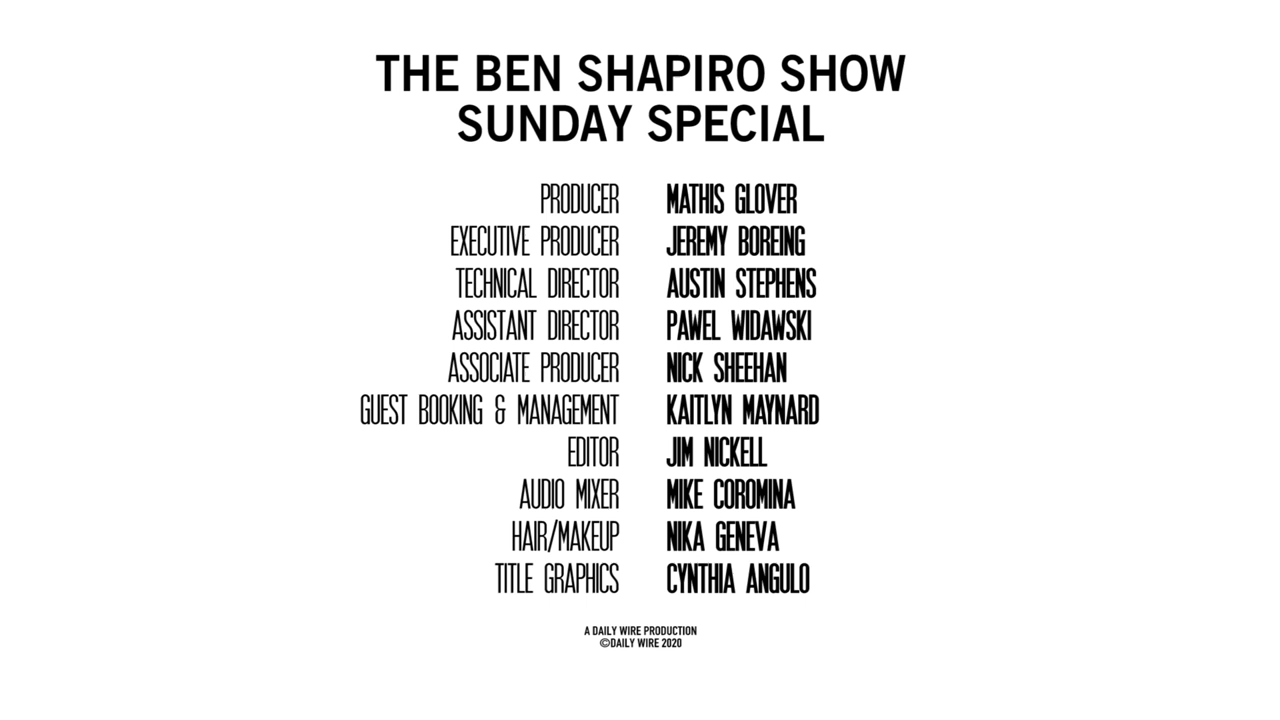 THE BEN SHAPIRO SHOW
SUNDAY SPECIAL
PRODUCER MATHIS GLOVER
EXECUTIVE PRODUCER JEREMY BOREING
TECHNICAL DIRECTOR AUSTIN STEPHENS
ASSISTANT DIRECTOR PAWEL WIDAWSKI
ASSOCIATE PRODUCER NICK SHEEHAN
GUEST BOOKING & MANAGEMENT KAITLYN MAYNARD
EDITOR JIM NICKELL
AUDIO MIXER MIKE COROMINA
HAIR/MAKEUP NIKA GENEVA
TITLE GRAPHICS CYNTHIA ANGULO
A DAILY WIRE PRODUCTION
©DAILY WIRE 2020